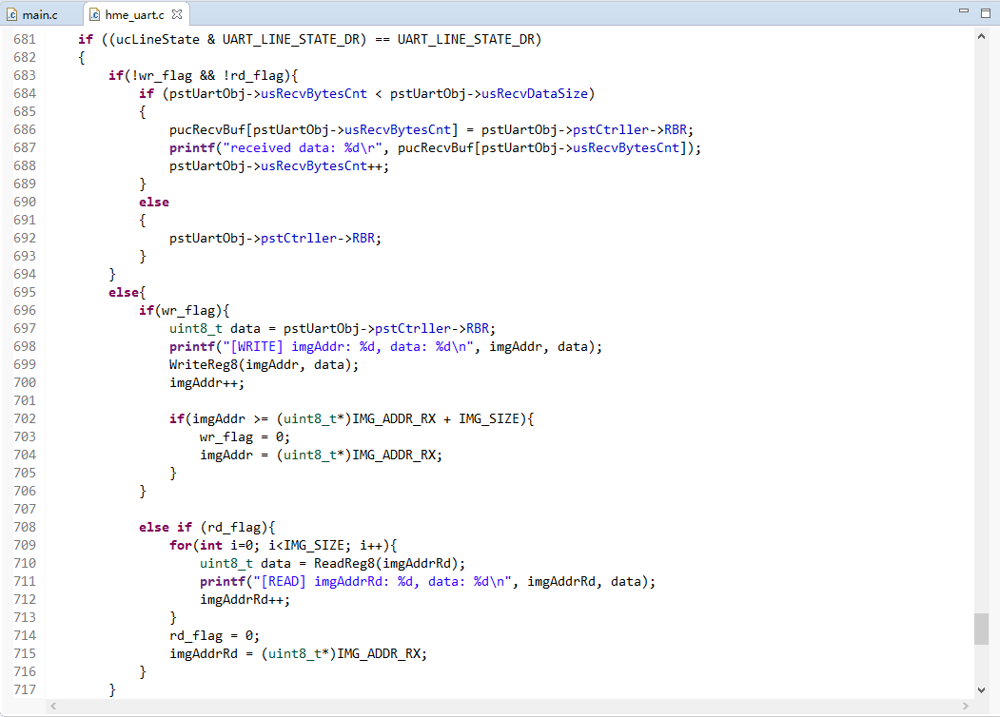 main.c hme_uart.c
681 if ((ucLineState & UART_LINE_STATE_DR) == UART_LINE_STATE_DR)
682 {
683 if(!wr_flag && !rd_flag){
684 if (pstUartObj->usRecvBytesCnt < pstUartObj->usRecvDataSize)
685 {
686 pucRecvBuf[pstUartObj->usRecvBytesCnt] = pstUartObj->pstCtrller->RBR;
687 printf("received data: %d\r", pucRecvBuf[pstUartObj->usRecvBytesCnt]);
688 pstUartObj->usRecvBytesCnt++;
689 }
690 else
691 {
692 pstUartObj->pstCtrller->RBR;
693 }
694 }
695 else{
696 if(wr_flag){
697 uint8_t data = pstUartObj->pstCtrller->RBR;
698 printf("[WRITE] imgAddr: %d, data: %d\n", imgAddr, data);
699 WriteReg8(imgAddr, data);
700 imgAddr++;
701
702 if(imgAddr >= (uint8_t*)IMG_ADDR_RX + IMG_SIZE){
703 wr_flag = 0;
704 imgAddr = (uint8_t*)IMG_ADDR_RX;
705 }
706 }
707
708 else if (rd_flag){
709 for(int i=0; i<IMG_SIZE; i++){
710 uint8_t data = ReadReg8(imgAddrRd);
711 printf("[READ] imgAddrRd: %d, data: %d\n", imgAddrRd, data);
712 imgAddrRd++;
713 }
714 rd_flag = 0;
715 imgAddrRd = (uint8_t*)IMG_ADDR_RX;
716 }
717 }